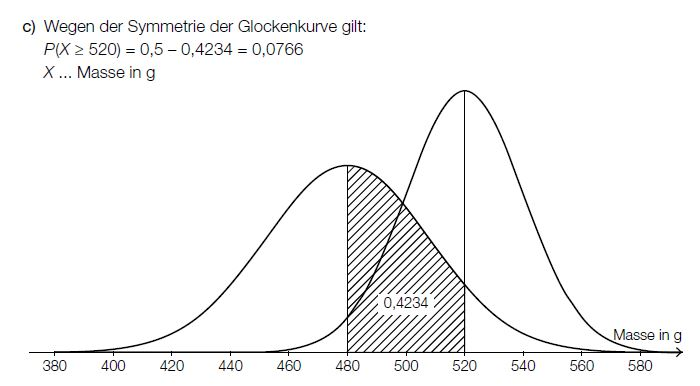 c) Wegen der Symmetrie der Glockenkurve gilt:
P(X ≥ 520) = 0,5 – 0,4234 = 0,0766
X ... Masse in g
0,4234
Masse in g
380 400 420 440 460 480 500 520 540 560 580